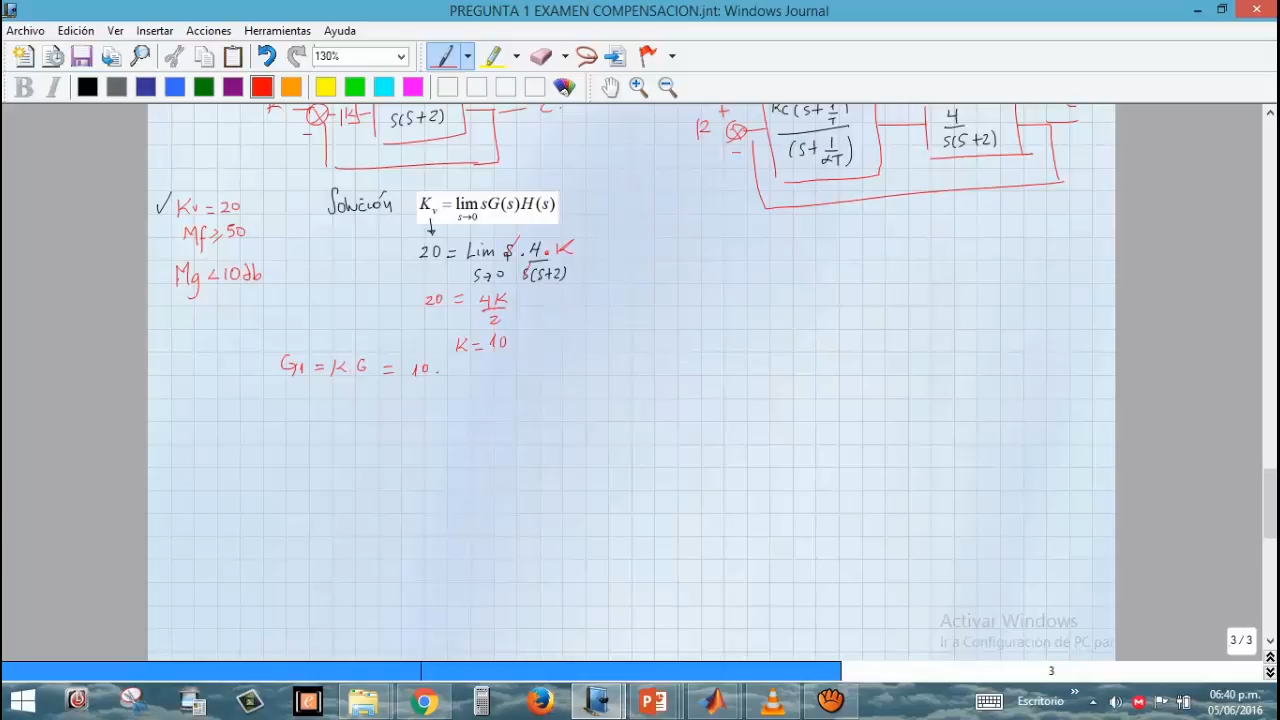 PREGUNTA 1 EXAMEN COMPENSACION.jnt: Windows Journal
Archivo Edición Ver Insertar Acciones Herramientas Ayuda
130%
B I
s(s+2)
R + -
Kc(s+1/T)
(s+1/αT)
4
s(s+2)
✓ Kv = 20
Mf ≥ 50
Mg < 10 db
Solución
Kv = lim sG(s)H(s)
s→0
20 = Lim s . 4 . K
s→0 s(s+2)
20 = 4K
2
K = 10
G1 = K G = 10.
Activar Windows
Ir a Configuración de PC par
3 / 3
3
Escritorio
06:40 p.m.
05/06/2016